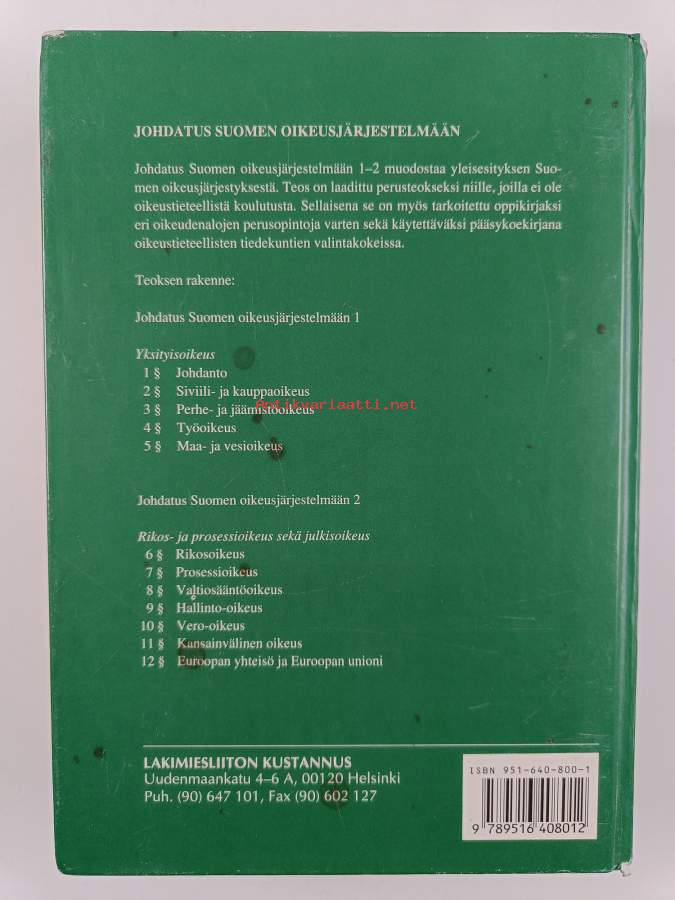 JOHDATUS SUOMEN OIKEUSJÄRJESTELMÄÄN
Johdatus Suomen oikeusjärjestelmään 1–2 muodostaa yleisesityksen Suo-
men oikeusjärjestyksestä. Teos on laadittu perusteokseksi niille, joilla ei ole
oikeustieteellistä koulutusta. Sellaisena se on myös tarkoitettu oppikirjaksi
eri oikeudenalojen perusopintoja varten sekä käytettäväksi pääsykoekirjana
oikeustieteellisten tiedekuntien valintakokeissa.
Teoksen rakenne:
Johdatus Suomen oikeusjärjestelmään 1
Yksityisoikeus
1 § Johdanto
2 § Siviili- ja kauppaoikeus
3 § Perhe- ja jäämistöoikeus
Antikvariaatti.net
4 § Työoikeus
5 § Maa- ja vesioikeus
Johdatus Suomen oikeusjärjestelmään 2
Rikos- ja prosessioikeus sekä julkisoikeus
6 § Rikosoikeus
7 § Prosessioikeus
8 § Valtiosääntöoikeus
9 § Hallinto-oikeus
10 § Vero-oikeus
11 § Kansainvälinen oikeus
12 § Euroopan yhteisö ja Euroopan unioni
LAKIMIESLIITON KUSTANNUS
Uudenmaankatu 4–6 A, 00120 Helsinki
Puh. (90) 647 101, Fax (90) 602 127
ISBN 951-640-800-1
9 789516 408012